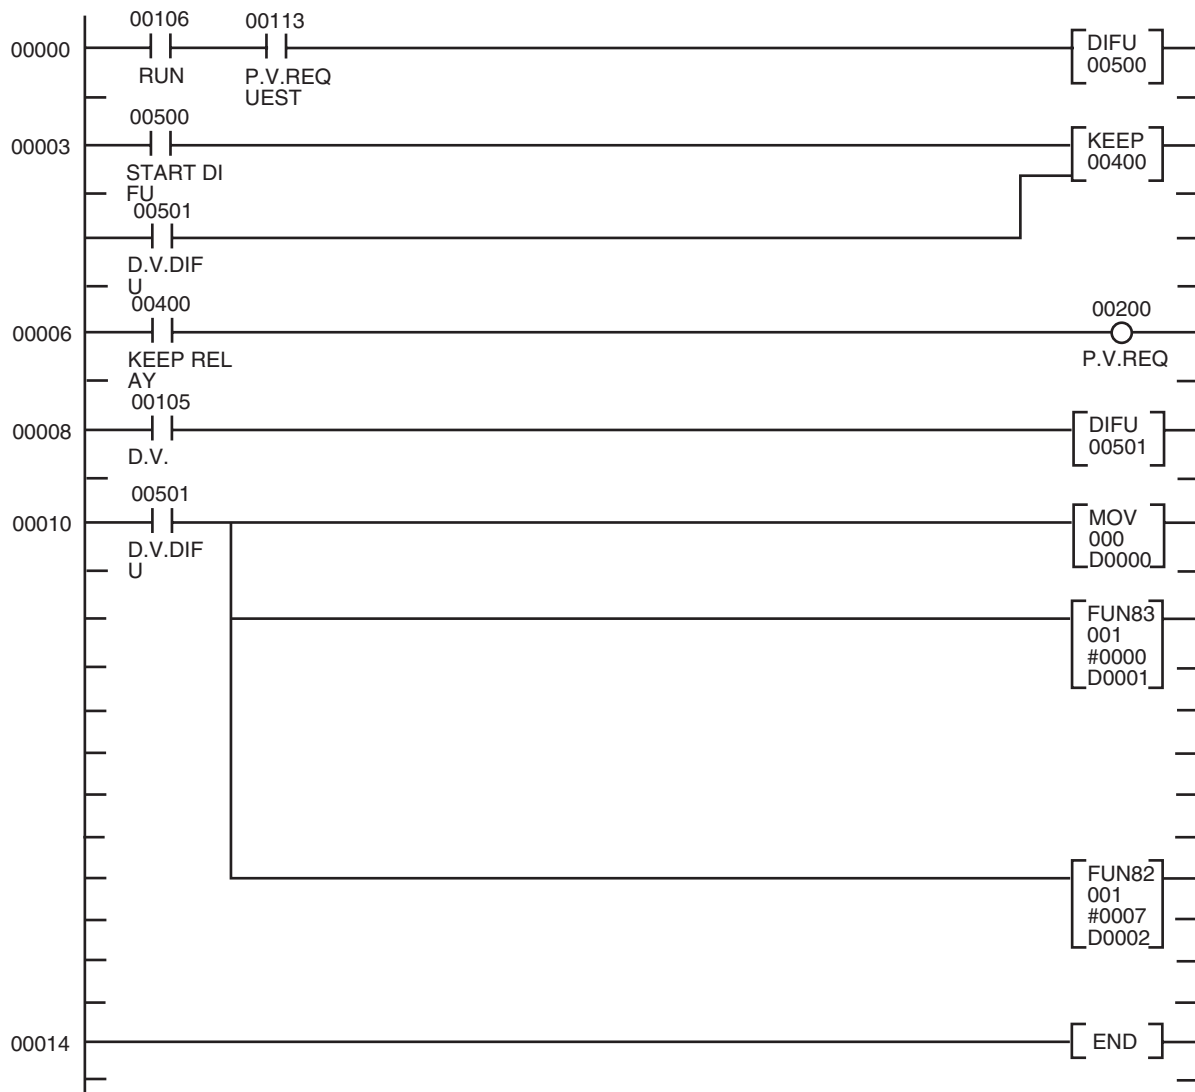 00106 00113
00000 DIFU
00500
RUN P.V.REQ
UEST
00500
00003 KEEP
00400
START DI
FU
00501
D.V.DIF
U
00400 00200
00006
KEEP REL P.V.REQ
AY
00105
00008 DIFU
00501
D.V.
00501
00010 MOV
000
D0000
D.V.DIF
U
FUN83
001
#0000
D0001
FUN82
001
#0007
D0002
00014 END